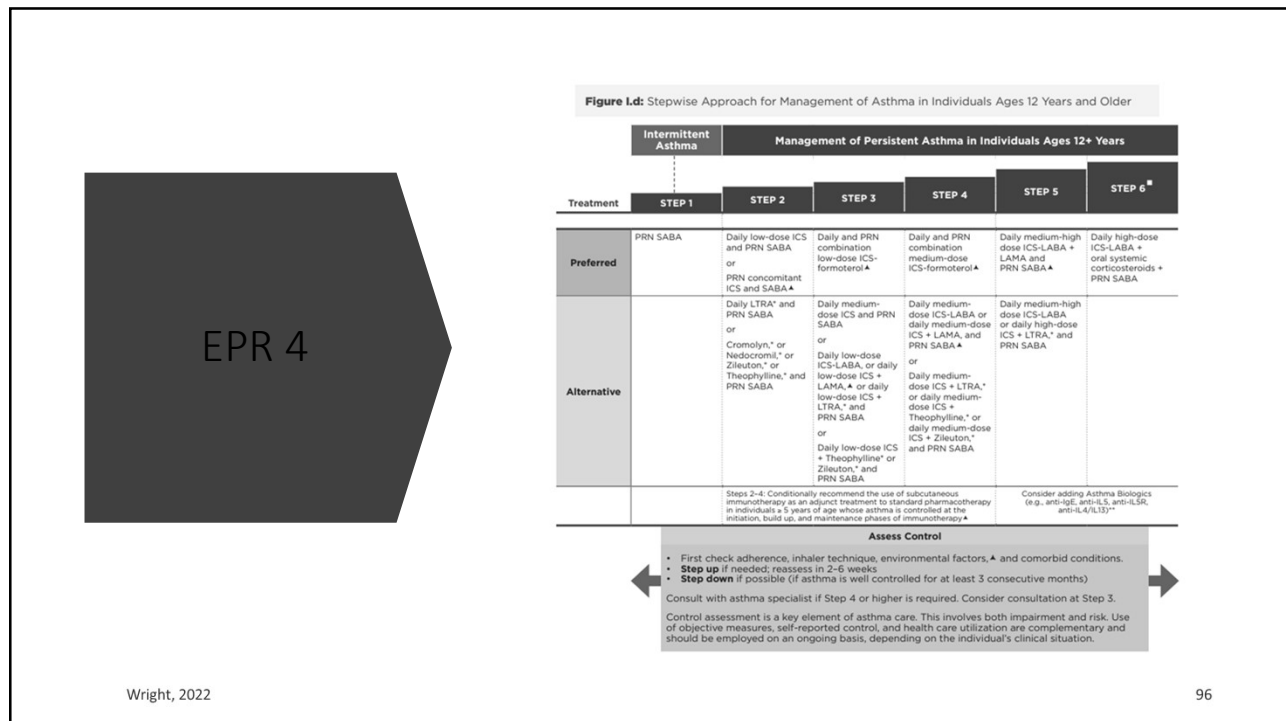 EPR 4
Figure I.d: Stepwise Approach for Management of Asthma in Individuals Ages 12 Years and Older
Intermittent
Asthma
Management of Persistent Asthma in Individuals Ages 12+ Years
Treatment
STEP 1
STEP 2
STEP 3
STEP 4
STEP 5
STEP 6■
Preferred
PRN SABA
Daily low-dose ICS
and PRN SABA
or
PRN concomitant
ICS and SABA▲
Daily and PRN
combination
low-dose ICS-
formoterol▲
Daily and PRN
combination
medium-dose
ICS-formoterol▲
Daily medium-high
dose ICS-LABA +
LAMA and
PRN SABA▲
Daily high-dose
ICS-LABA +
oral systemic
corticosteroids +
PRN SABA
Alternative
Daily LTRA* and
PRN SABA
or
Cromolyn,* or
Nedocromil,* or
Zileuton,* or
Theophylline,* and
PRN SABA
Daily medium-
dose ICS and PRN
SABA
or
Daily low-dose
ICS-LABA, or daily
low-dose ICS +
LAMA,▲ or daily
low-dose ICS +
LTRA,* and
PRN SABA
or
Daily low-dose ICS
+ Theophylline* or
Zileuton,* and
PRN SABA
Daily medium-
dose ICS-LABA or
daily medium-dose
ICS + LAMA, and
PRN SABA▲
or
Daily medium-
dose ICS + LTRA,*
or daily medium-
dose ICS +
Theophylline,* or
daily medium-dose
ICS + Zileuton,*
and PRN SABA
Daily medium-high
dose ICS-LABA
or daily high-dose
ICS + LTRA,* and
PRN SABA
Steps 2–4: Conditionally recommend the use of subcutaneous
immunotherapy as an adjunct treatment to standard pharmacotherapy
in individuals ≥ 5 years of age whose asthma is controlled at the
initiation, build up, and maintenance phases of immunotherapy▲
Consider adding Asthma Biologics
(e.g., anti-IgE, anti-IL5, anti-IL5R,
anti-IL4/IL13)**
Assess Control
• First check adherence, inhaler technique, environmental factors,▲ and comorbid conditions.
• Step up if needed; reassess in 2–6 weeks
• Step down if possible (if asthma is well controlled for at least 3 consecutive months)
Consult with asthma specialist if Step 4 or higher is required. Consider consultation at Step 3.
Control assessment is a key element of asthma care. This involves both impairment and risk. Use
of objective measures, self-reported control, and health care utilization are complementary and
should be employed on an ongoing basis, depending on the individual's clinical situation.
Wright, 2022
96